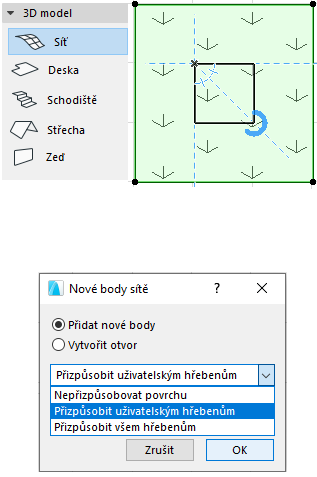 3D model
Síť
Deska
Schodiště
Střecha
Zeď
Nové body sítě
Přidat nové body
Vytvořit otvor
Přizpůsobit uživatelským hřebenům
Nepřizpůsobovat povrchu
Přizpůsobit uživatelským hřebenům
Přizpůsobit všem hřebenům
Zrušit
OK